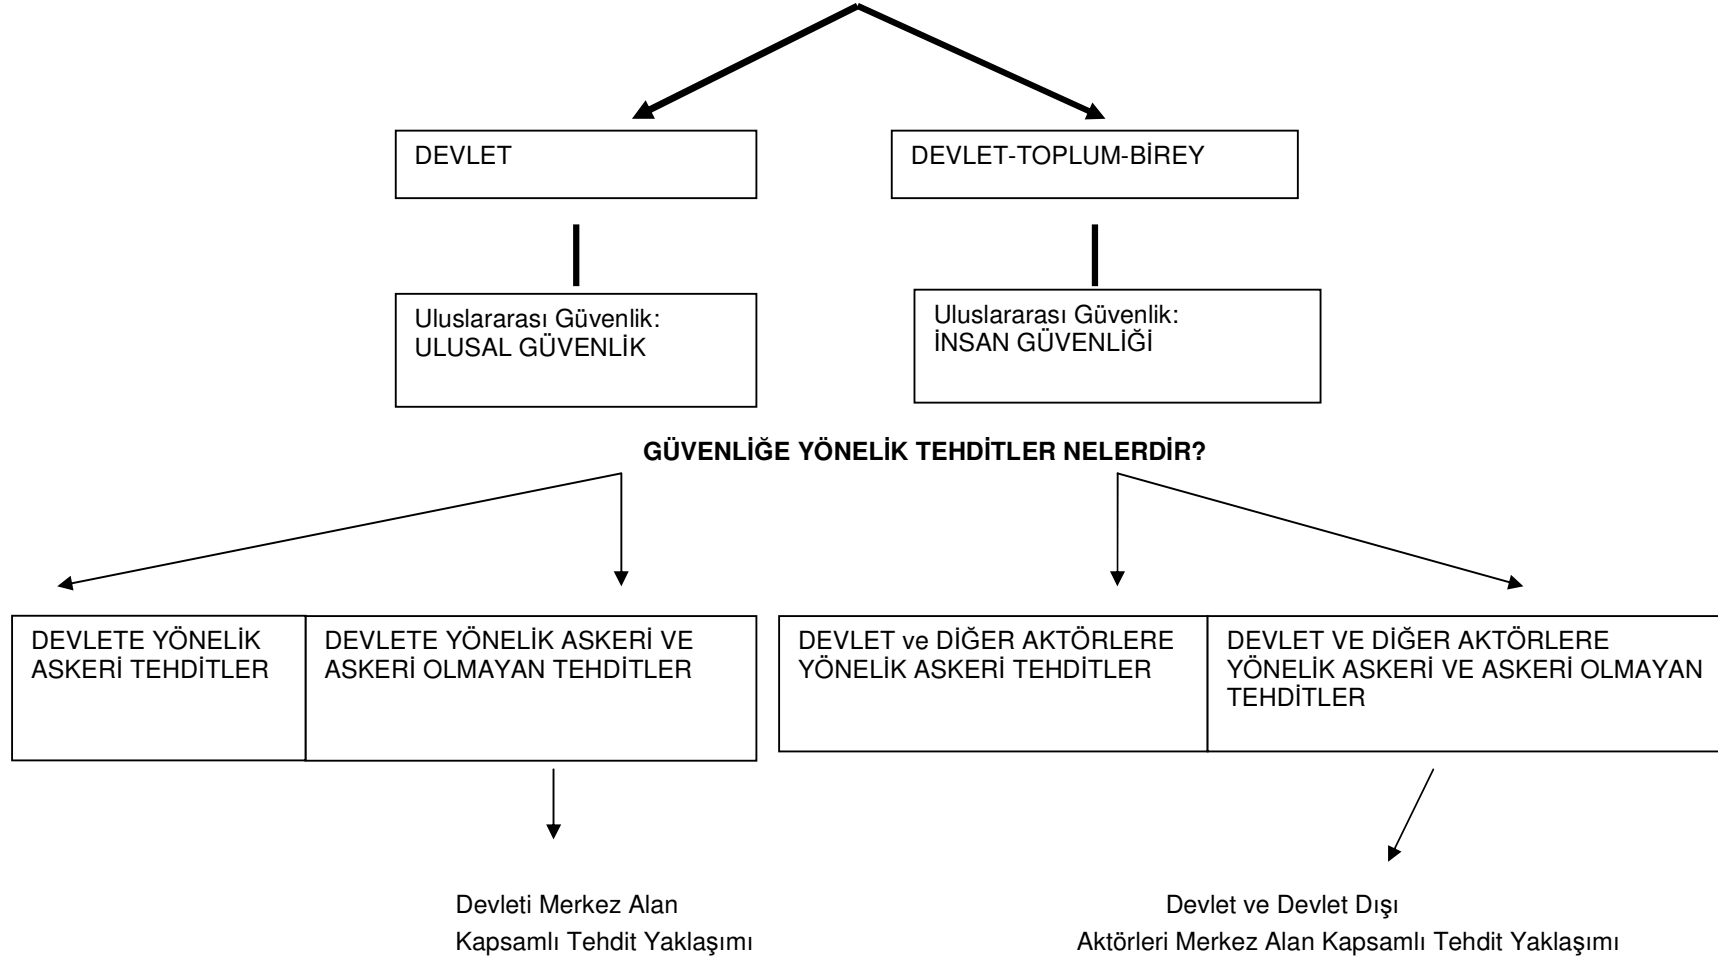 DEVLET
DEVLET-TOPLUM-BİREY
Uluslararası Güvenlik:
ULUSAL GÜVENLİK
Uluslararası Güvenlik:
İNSAN GÜVENLİĞİ
GÜVENLİĞE YÖNELİK TEHDİTLER NELERDİR?
DEVLETE YÖNELİK
ASKERİ TEHDİTLER
DEVLETE YÖNELİK ASKERİ VE
ASKERİ OLMAYAN TEHDİTLER
DEVLET ve DİĞER AKTÖRLERE
YÖNELİK ASKERİ TEHDİTLER
DEVLET VE DİĞER AKTÖRLERE
YÖNELİK ASKERİ VE ASKERİ OLMAYAN
TEHDİTLER
Devleti Merkez Alan
Kapsamlı Tehdit Yaklaşımı
Devlet ve Devlet Dışı
Aktörleri Merkez Alan Kapsamlı Tehdit Yaklaşımı